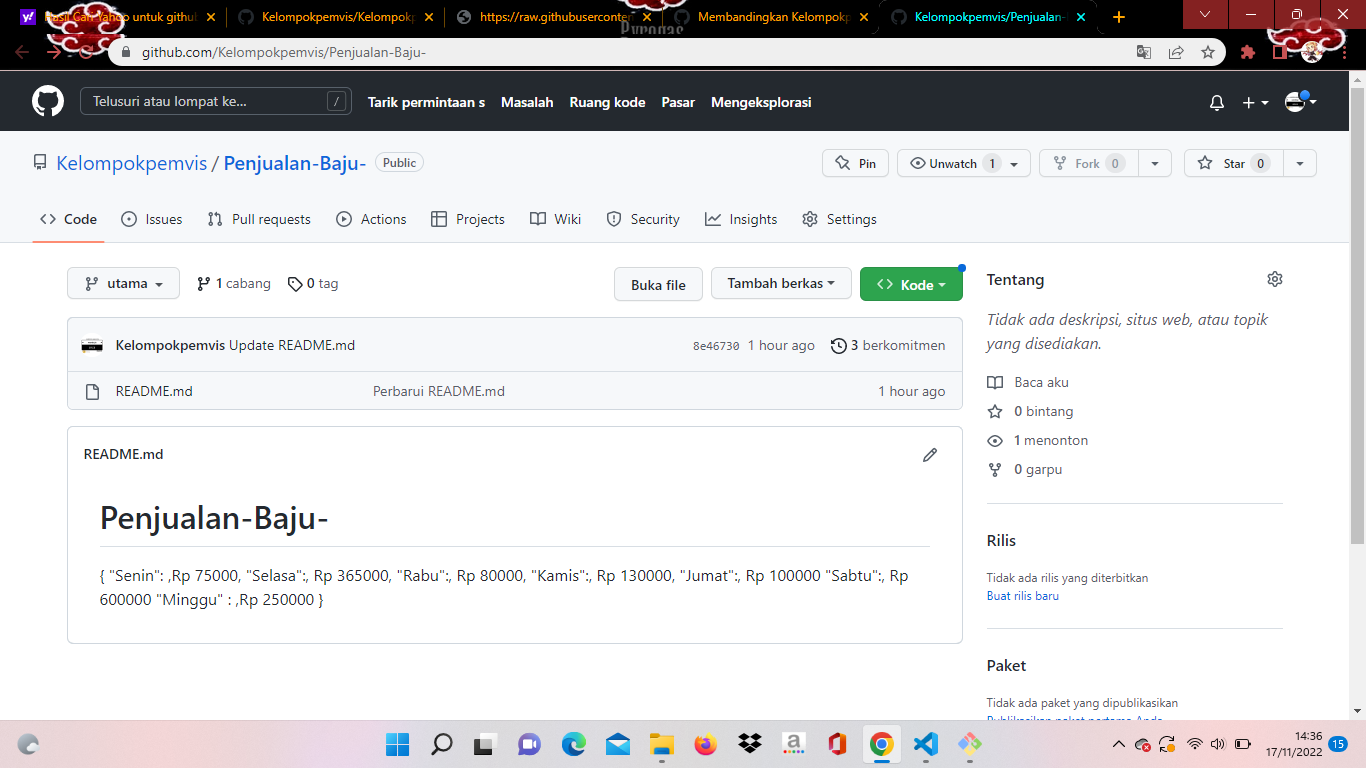 Hasil Cari Yahoo untuk githu
Kelompokpemvis/Kelompokp
https://raw.githubuserconten
Membandingkan Kelompokp
Kelompokpemvis/Penjualan-
github.com/Kelompokpemvis/Penjualan-Baju-
Telusuri atau lompat ke... /
Tarik permintaan s Masalah Ruang kode Pasar Mengeksplorasi
Kelompokpemvis / Penjualan-Baju- Public
Pin Unwatch 1 Fork 0 Star 0
Code Issues Pull requests Actions Projects Wiki Security Insights Settings
utama 1 cabang 0 tag Buka file Tambah berkas Kode
Kelompokpemvis Update README.md 8e46730 1 hour ago 3 berkomitmen
README.md Perbarui README.md 1 hour ago
README.md
Penjualan-Baju-
{ "Senin": ,Rp 75000, "Selasa":, Rp 365000, "Rabu":, Rp 80000, "Kamis":, Rp 130000, "Jumat":, Rp 100000 "Sabtu":, Rp
600000 "Minggu" : ,Rp 250000 }
Tentang
Tidak ada deskripsi, situs web, atau topik
yang disediakan.
Baca aku
0 bintang
1 menonton
0 garpu
Rilis
Tidak ada rilis yang diterbitkan
Buat rilis baru
Paket
Tidak ada paket yang dipublikasikan
Publikasikan paket pertama Anda
14:36
17/11/2022 15